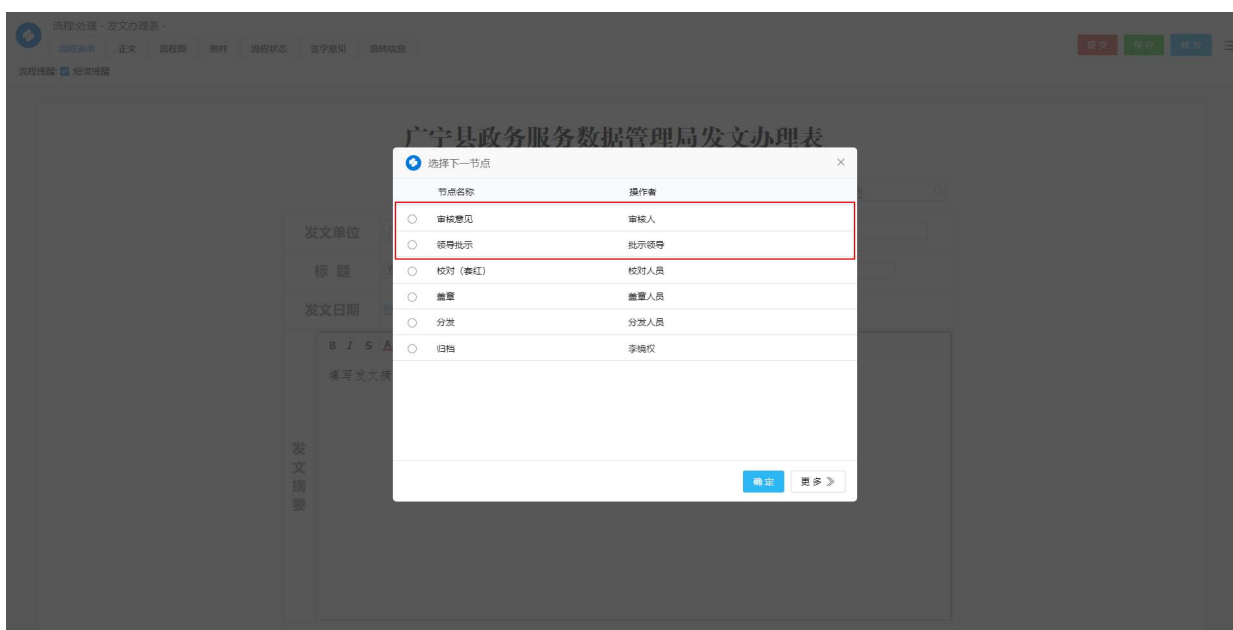 流程:处理 - 发文办理表 -
流程表单 正文 流程图 附件 流程状态 签字意见 流转信息
提交 保存 转发
流程提醒: 短信提醒
广宁县政务服务数据管理局发文办理表
选择下一节点
节点名称 操作者
审核意见 审核人
领导批示 批示领导
校对（套红） 校对人员
盖章 盖章人员
分发 分发人员
归档
发文单位
标 题
发文日期
B I S A
填写发文摘
发文摘要
确定 更多